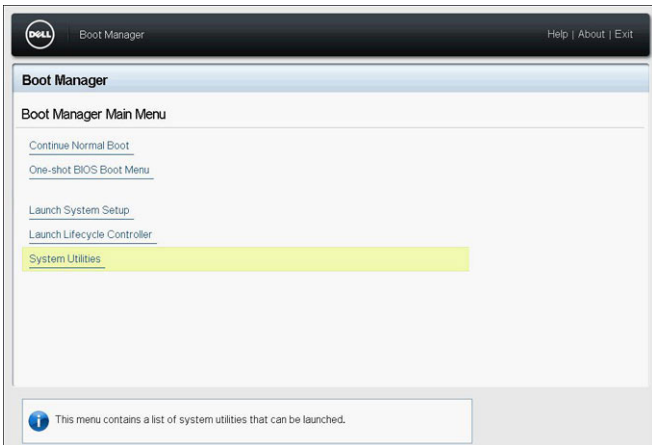 DELL
Boot Manager
Help | About | Exit
Boot Manager
Boot Manager Main Menu
Continue Normal Boot
One-shot BIOS Boot Menu
Launch System Setup
Launch Lifecycle Controller
System Utilities
This menu contains a list of system utilities that can be launched.